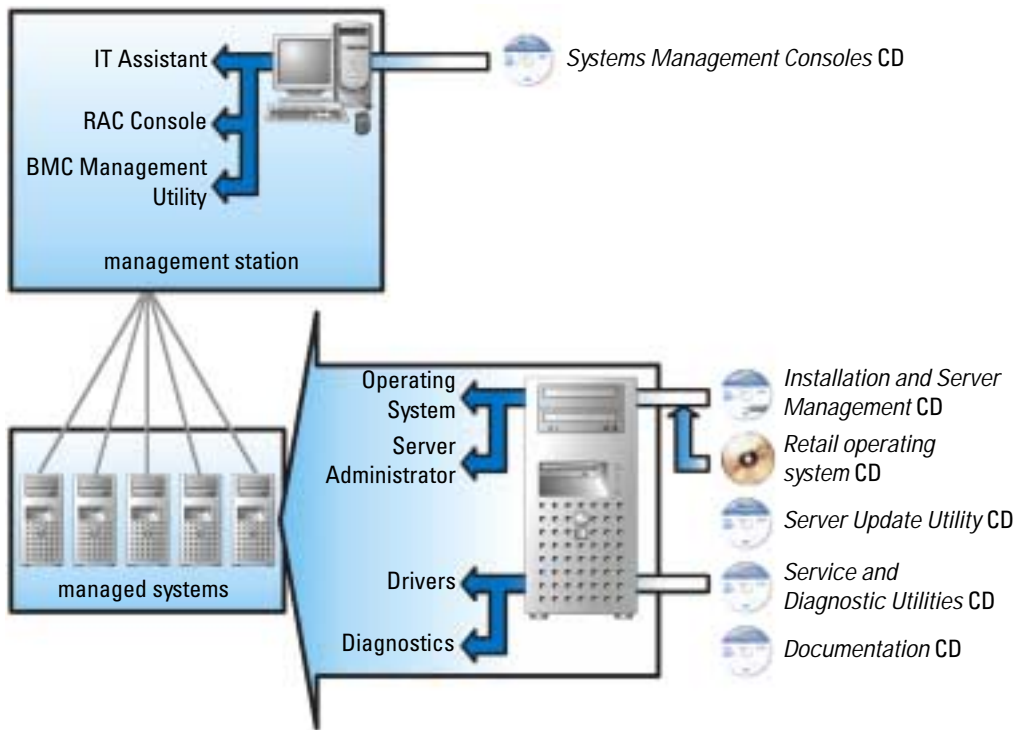 IT Assistant
RAC Console
BMC Management
Utility
management station
Systems Management Consoles CD
Operating
System
Server
Administrator
Drivers
Diagnostics
managed systems
Installation and Server
Management CD
Retail operating
system CD
Server Update Utility CD
Service and
Diagnostic Utilities CD
Documentation CD